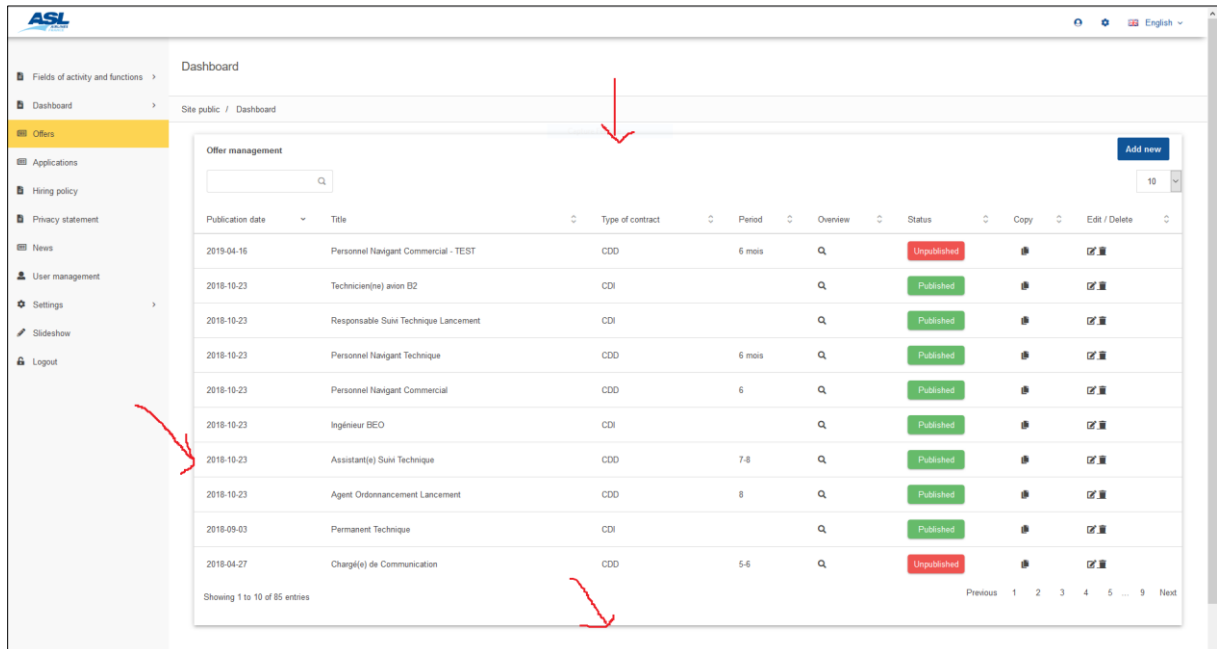 ASL
English
Dashboard
Fields of activity and functions
Dashboard
Site public / Dashboard
Offers
Offer management
Add new
Applications
10
Hiring policy
Privacy statement
Publication date Title Type of contract Period Overview Status Copy Edit / Delete
News
2019-04-16 Personnel Navigant Commercial - TEST CDD 6 mois Unpublished
User management
2018-10-23 Technicien(ne) avion B2 CDI Published
Settings
2018-10-23 Responsable Suivi Technique Lancement CDI Published
Slideshow
2018-10-23 Personnel Navigant Technique CDD 6 mois Published
Logout
2018-10-23 Personnel Navigant Commercial CDD 6 Published
2018-10-23 Ingénieur BEO CDI Published
2018-10-23 Assistant(e) Suivi Technique CDD 7-8 Published
2018-10-23 Agent Ordonnancement Lancement CDD 8 Published
2018-09-03 Permanent Technique CDI Published
2018-04-27 Chargé(e) de Communication CDD 5-6 Unpublished
Showing 1 to 10 of 85 entries Previous 1 2 3 4 5 ... 9 Next